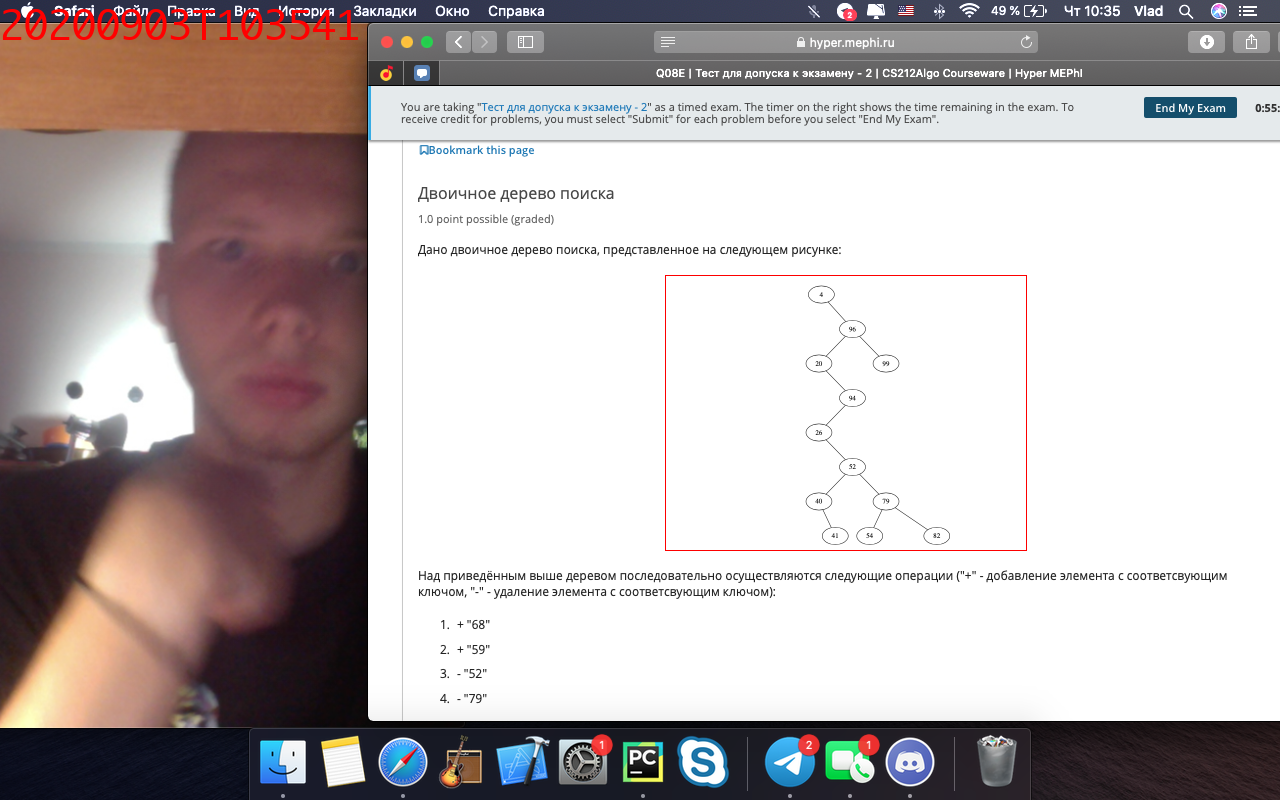 20200903T103541
Safari Файл Правка Вид История Закладки Окно Справка
2
49 %
Чт 10:35 Vlad
hyper.mephi.ru
Q08E | Тест для допуска к экзамену - 2 | CS212Algo Courseware | Hyper MEPhI
You are taking "Тест для допуска к экзамену - 2" as a timed exam. The timer on the right shows the time remaining in the exam. To
receive credit for problems, you must select "Submit" for each problem before you select "End My Exam".
End My Exam
0:55:
Bookmark this page
Двоичное дерево поиска
1.0 point possible (graded)
Дано двоичное дерево поиска, представленное на следующем рисунке:
4
96
20 99
94
26
52
40 79
41 54 82
Над приведённым выше деревом последовательно осуществляются следующие операции ("+" - добавление элемента с соответсвующим
ключом, "-" - удаление элемента с соответсвующим ключом):
1. + "68"
2. + "59"
3. - "52"
4. - "79"
1
PC
2
1